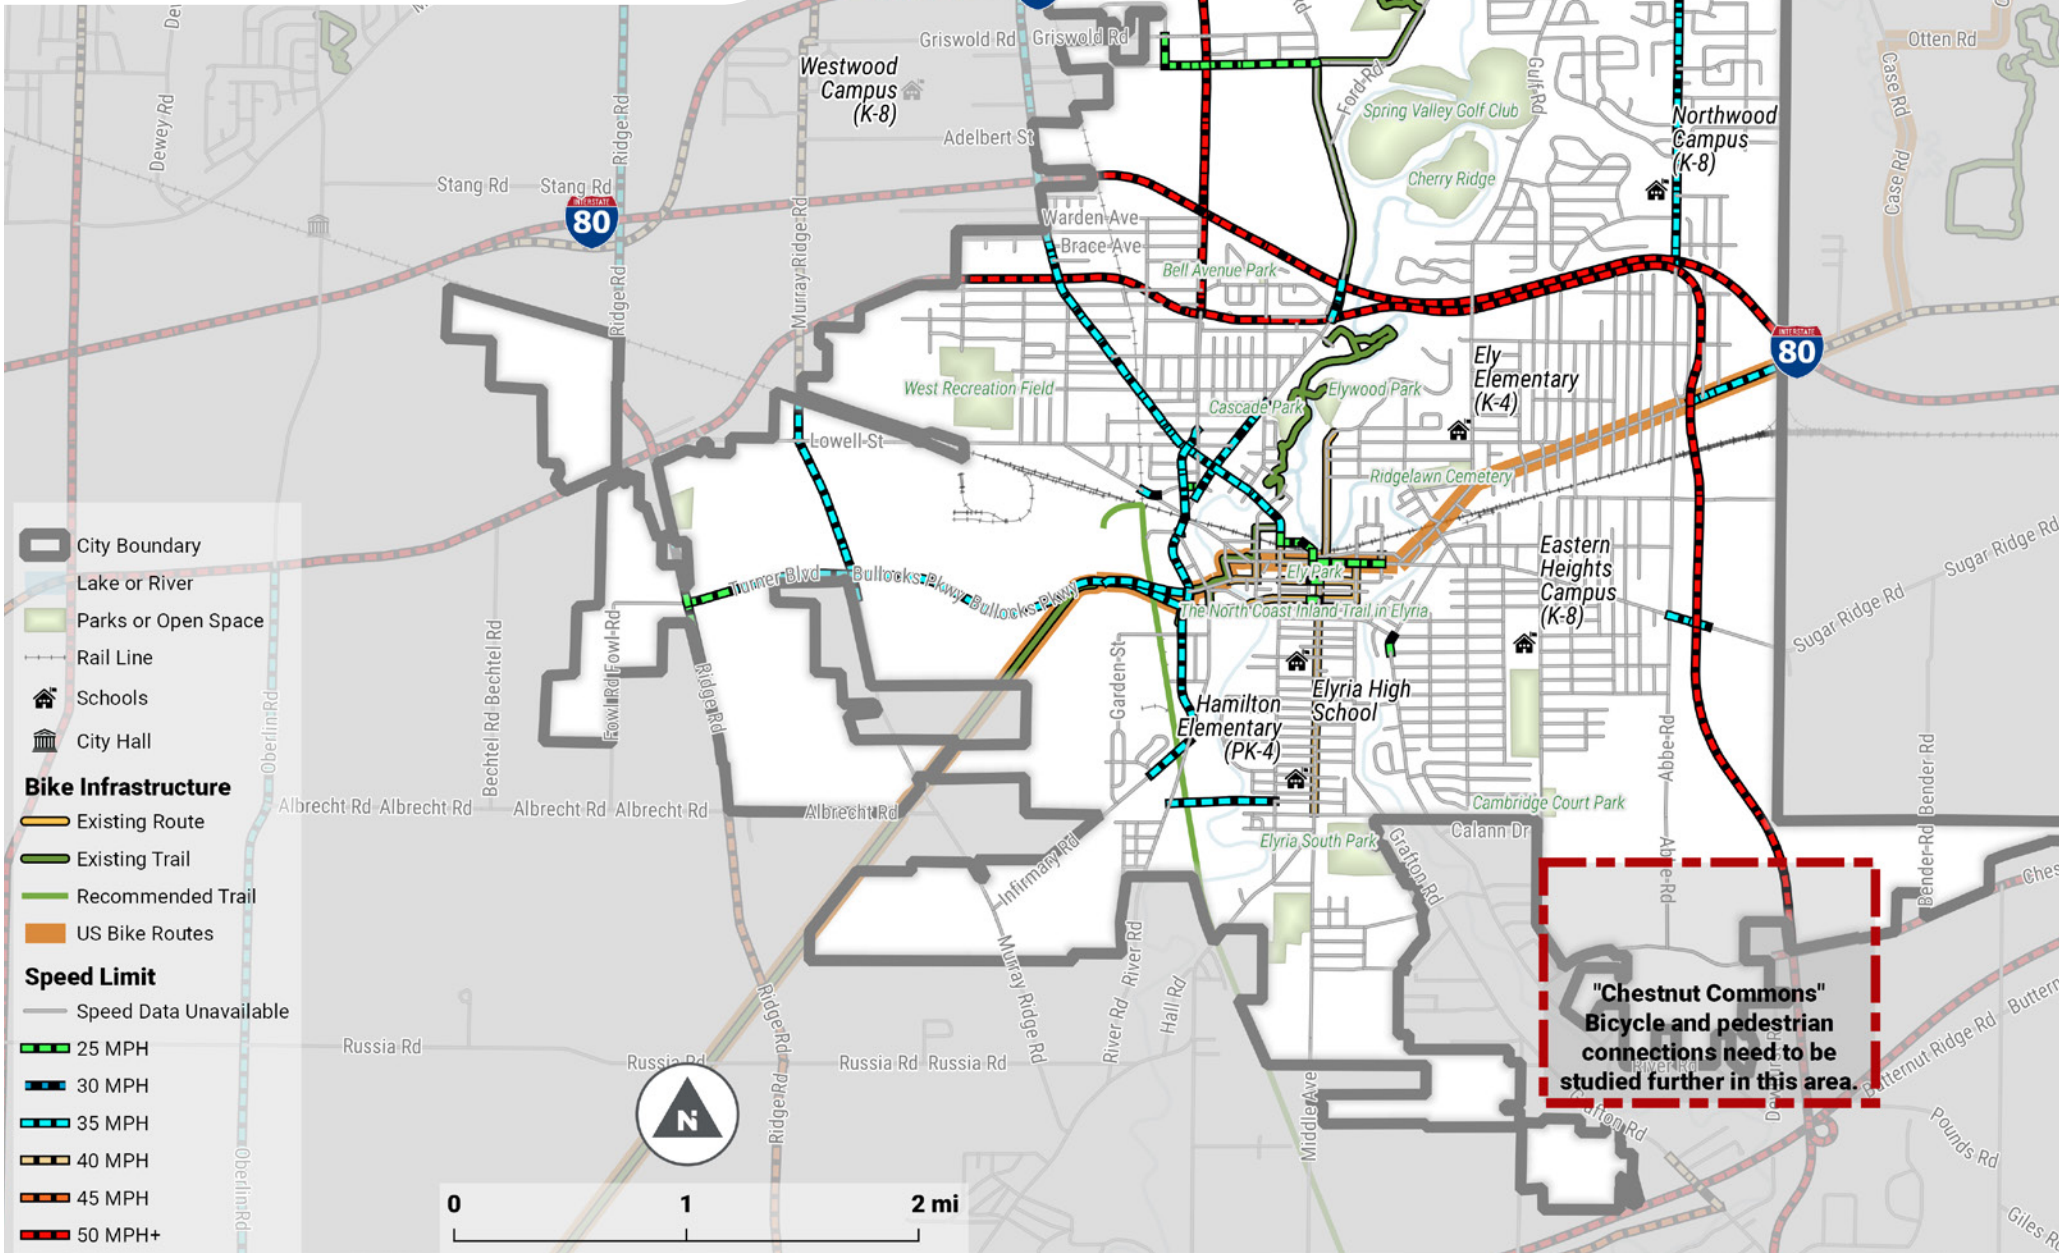 Griswold Rd
Griswold Rd
Otten Rd
Westwood
Campus
(K-8)
Dewey Rd
Ridge Rd
Ford Rd
Gulf Rd
Case Rd
Spring Valley Golf Club
Northwood
Campus
(K-8)
Adelbert St
Cherry Ridge
Case Rd
Stang Rd
Stang Rd
INTERSTATE
80
Murray Ridge Rd
Warden Ave
Brace Ave
Bell Avenue Park
Ridge Rd
INTERSTATE
80
Ely
Elementary
(K-4)
West Recreation Field
Elywood Park
Cascade Park
Lowell St
Ridgelawn Cemetery
Eastern
Heights
Campus
(K-8)
Sugar Ridge Rd
Sugar Ridge Rd
Turner Blvd
Bullocks Pkwy
Bullocks Pkwy
Ely Park
The North Coast Inland Trail in Elyria
Bechtel Rd
Bechtel Rd
Fowl Rd
Fowl Rd
Ridge Rd
Garden St
Hamilton
Elementary
(PK-4)
Elyria High
School
Oberlin Rd
Abbe Rd
Bender Rd
Bender Rd
Albrecht Rd
Albrecht Rd
Albrecht Rd
Albrecht Rd
Albrecht Rd
Cambridge Court Park
Calann Dr
Elyria South Park
Grafton Rd
Abbe Rd
Infirmary Rd
Murray Ridge Rd
River Rd
River Rd
Hall Rd
Ridge Rd
Ridge Rd
Russia Rd
Russia Rd
Russia Rd
Russia Rd
Middle Ave
"Chestnut Commons"
Bicycle and pedestrian
connections need to be
studied further in this area.
River Rd
Butternut Ridge Rd
Grafton Rd
Pounds Rd
Oberlin Rd
City Boundary
Lake or River
Parks or Open Space
Rail Line
Schools
City Hall
Bike Infrastructure
Existing Route
Existing Trail
Recommended Trail
US Bike Routes
Speed Limit
Speed Data Unavailable
25 MPH
30 MPH
35 MPH
40 MPH
45 MPH
50 MPH+
N
0 1 2 mi